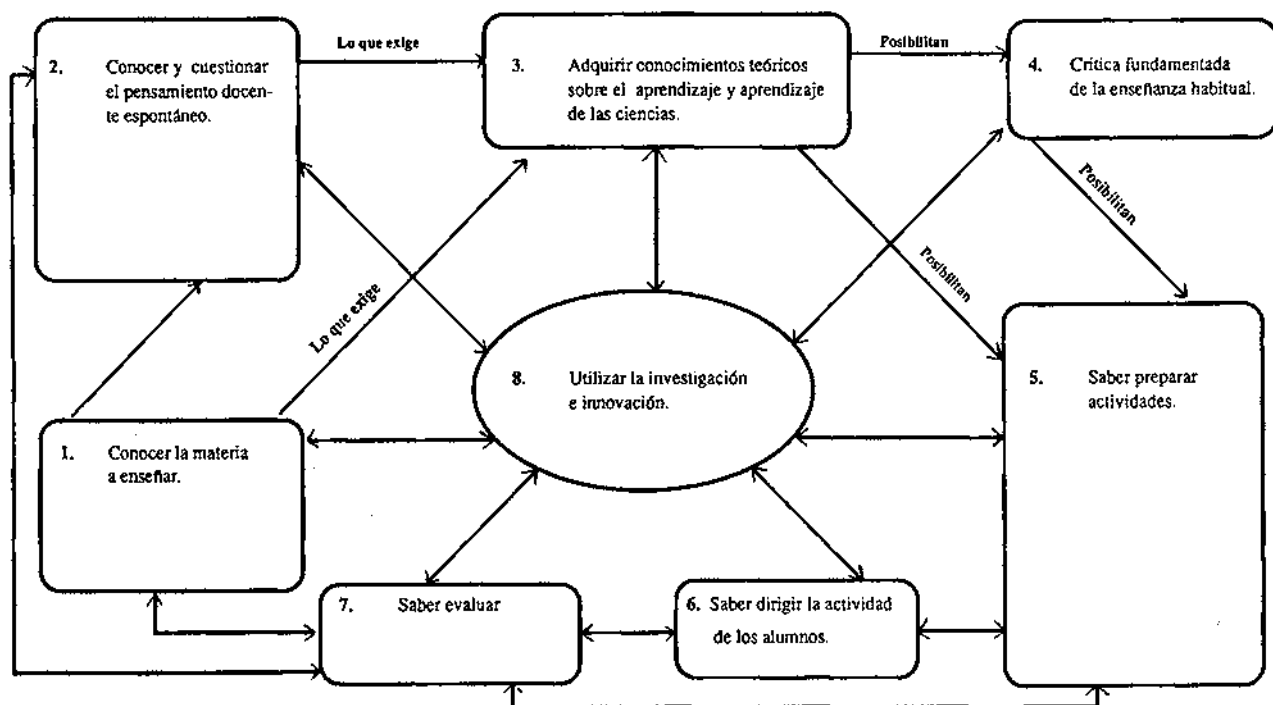 2. Conocer y cuestionar
el pensamiento docen-
te espontáneo.
Lo que exige
3. Adquirir conocimientos teóricos
sobre el aprendizaje y aprendizaje
de las ciencias.
Posibilitan
4. Crítica fundamentada
de la enseñanza habitual.
Posibilitan
Posibilitan
Lo que exige
8. Utilizar la investigación
e innovación.
5. Saber preparar
actividades.
1. Conocer la materia
a enseñar.
7. Saber evaluar
6. Saber dirigir la actividad
de los alumnos.